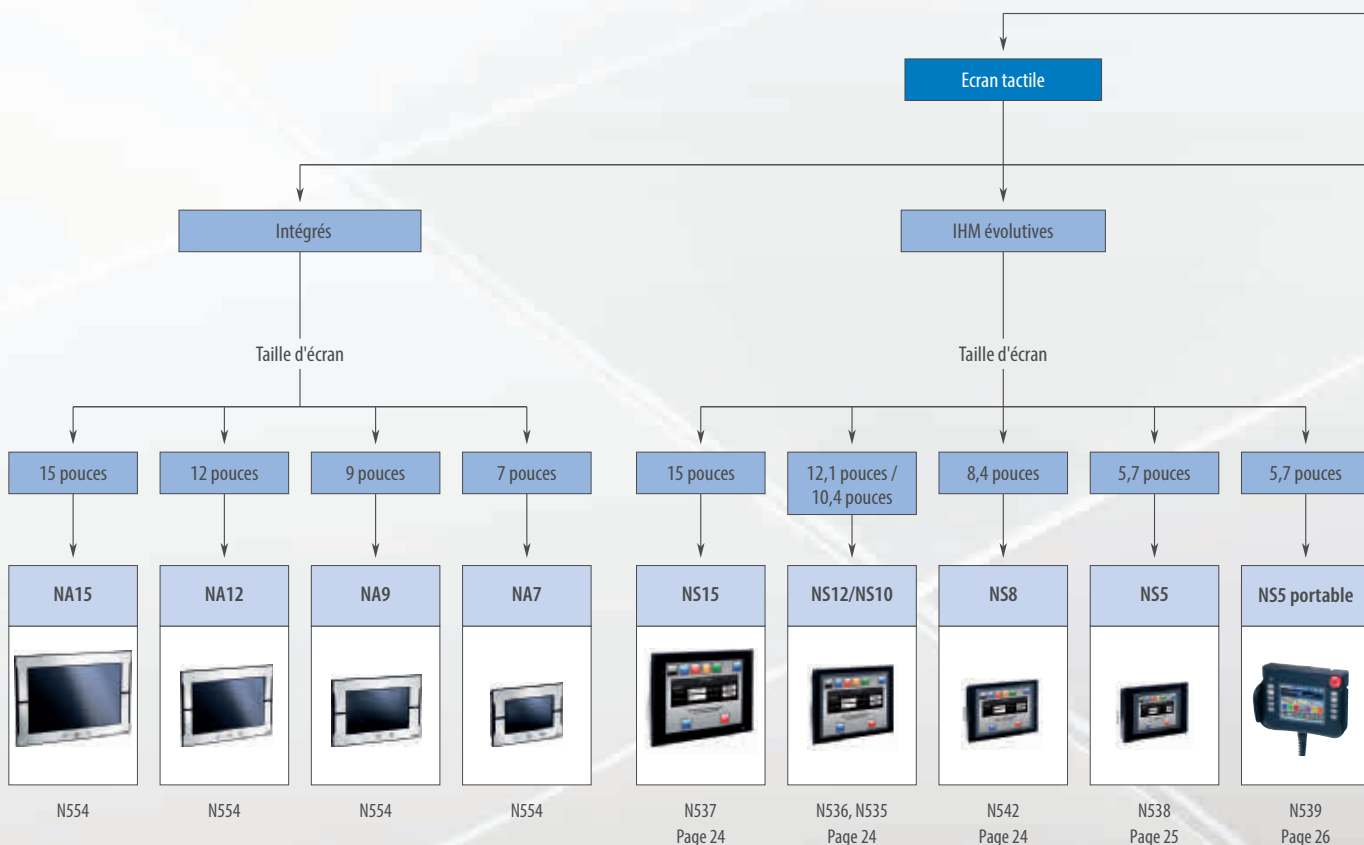 Ecran tactile
Intégrés
IHM évolutives
Taille d'écran
Taille d'écran
15 pouces
12 pouces
9 pouces
7 pouces
15 pouces
12,1 pouces /
10,4 pouces
8,4 pouces
5,7 pouces
5,7 pouces
NA15
NA12
NA9
NA7
NS15
NS12/NS10
NS8
NS5
NS5 portable
N554
N554
N554
N554
N537
Page 24
N536, N535
Page 24
N542
Page 24
N538
Page 25
N539
Page 26